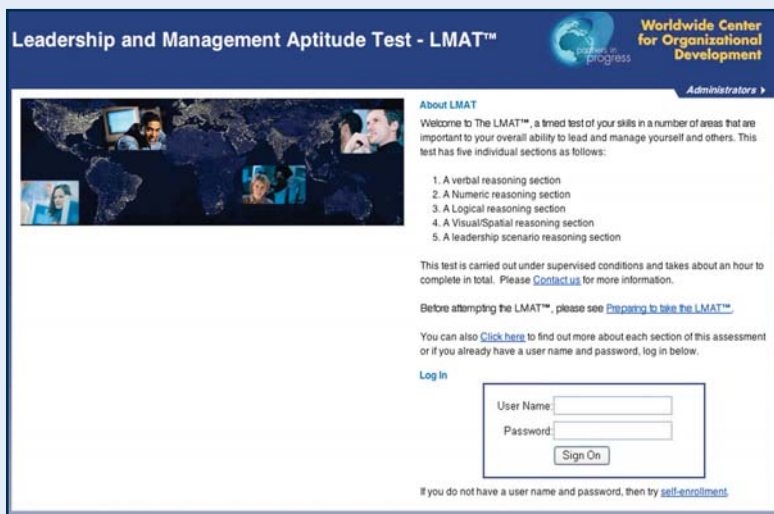 Leadership and Management Aptitude Test - LMAT™
partners in
progress
Worldwide Center
for Organizational
Development
Administrators
About LMAT
Welcome to The LMAT™, a timed test of your skills in a number of areas that are
important to your overall ability to lead and manage yourself and others. This
test has five individual sections as follows:
1. A verbal reasoning section
2. A Numeric reasoning section
3. A Logical reasoning section
4. A Visual/Spatial reasoning section
5. A leadership scenario reasoning section
This test is carried out under supervised conditions and takes about an hour to
complete in total. Please Contact us for more information.
Before attempting the LMAT™, please see Preparing to take the LMAT™.
You can also Click here to find out more about each section of this assessment
or if you already have a user name and password, log in below.
Log In
User Name:
Password:
Sign On
If you do not have a user name and password, then try self-enrollment.